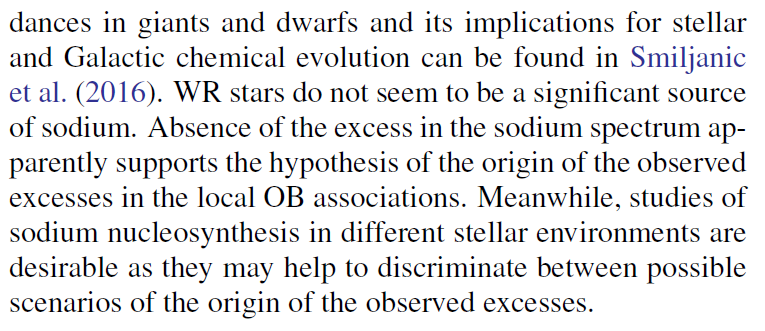 dances in giants and dwarfs and its implications for stellar
and Galactic chemical evolution can be found in Smiljanic
et al. (2016). WR stars do not seem to be a significant source
of sodium. Absence of the excess in the sodium spectrum ap-
parently supports the hypothesis of the origin of the observed
excesses in the local OB associations. Meanwhile, studies of
sodium nucleosynthesis in different stellar environments are
desirable as they may help to discriminate between possible
scenarios of the origin of the observed excesses.